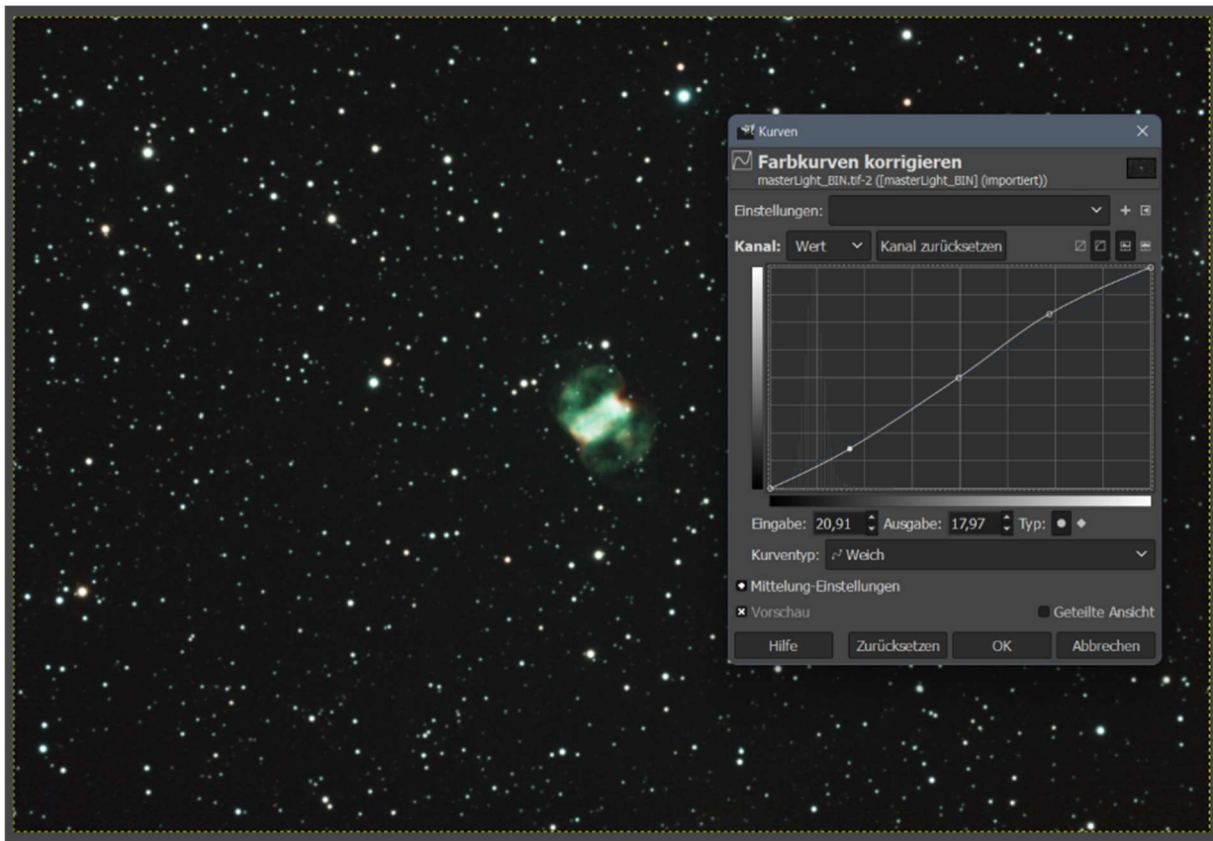 Kurven
Farbkurven korrigieren
masterLight_BIN.tif-2 ([masterLight_BIN] (importiert))
Einstellungen:
Kanal: Wert Kanal zurücksetzen
Eingabe: 20,91 Ausgabe: 17,97 Typ:
Kurventyp: Weich
Mittelung-Einstellungen
Vorschau Geteilte Ansicht
Hilfe Zurücksetzen OK Abbrechen